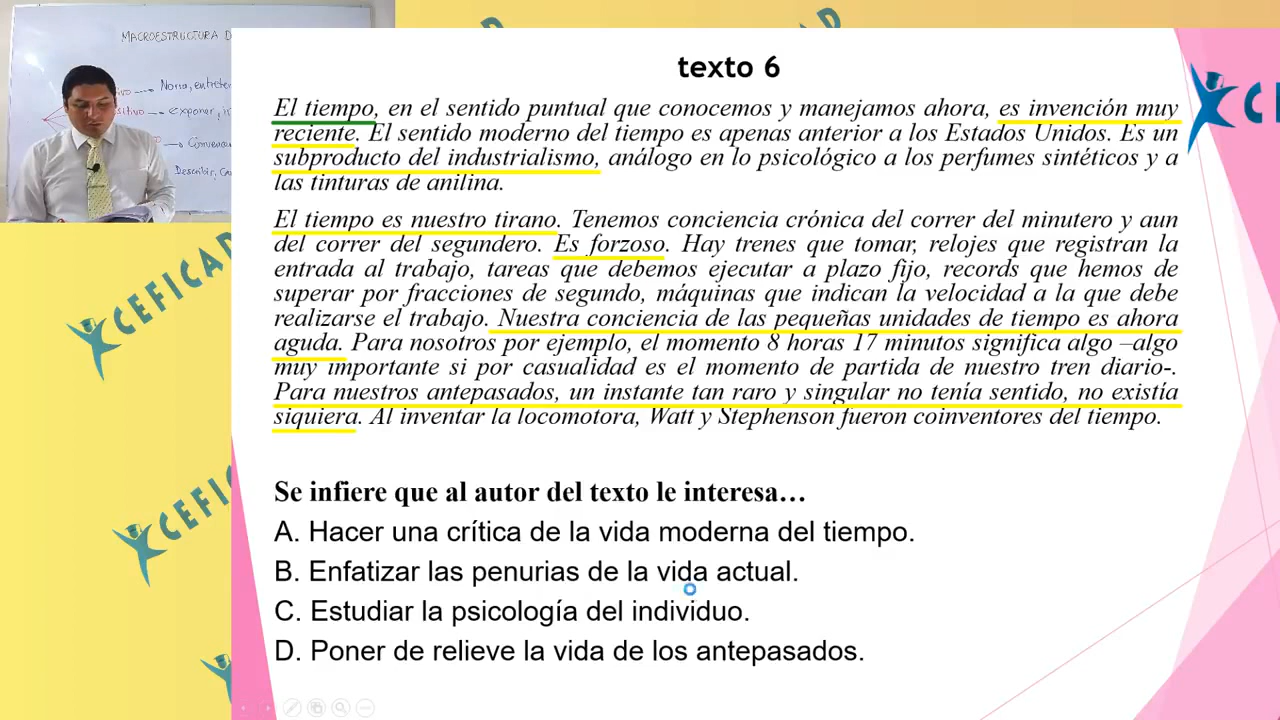 MACROESTRUCTURA D
texto 6
El tiempo, en el sentido puntual que conocemos y manejamos ahora, es invención muy
reciente. El sentido moderno del tiempo es apenas anterior a los Estados Unidos. Es un
subproducto del industrialismo, análogo en lo psicológico a los perfumes sintéticos y a
las tinturas de anilina.
El tiempo es nuestro tirano. Tenemos conciencia crónica del correr del minutero y aun
del correr del segundero. Es forzoso. Hay trenes que tomar, relojes que registran la
entrada al trabajo, tareas que debemos ejecutar a plazo fijo, records que hemos de
superar por fracciones de segundo, máquinas que indican la velocidad a la que debe
realizarse el trabajo. Nuestra conciencia de las pequeñas unidades de tiempo es ahora
aguda. Para nosotros por ejemplo, el momento 8 horas 17 minutos significa algo –algo
muy importante si por casualidad es el momento de partida de nuestro tren diario-.
Para nuestros antepasados, un instante tan raro y singular no tenía sentido, no existía
siquiera. Al inventar la locomotora, Watt y Stephenson fueron coinventores del tiempo.
Se infiere que al autor del texto le interesa…
A. Hacer una crítica de la vida moderna del tiempo.
B. Enfatizar las penurias de la vida actual.
C. Estudiar la psicología del individuo.
D. Poner de relieve la vida de los antepasados.
CEFICAD
CEFIC
CEFI